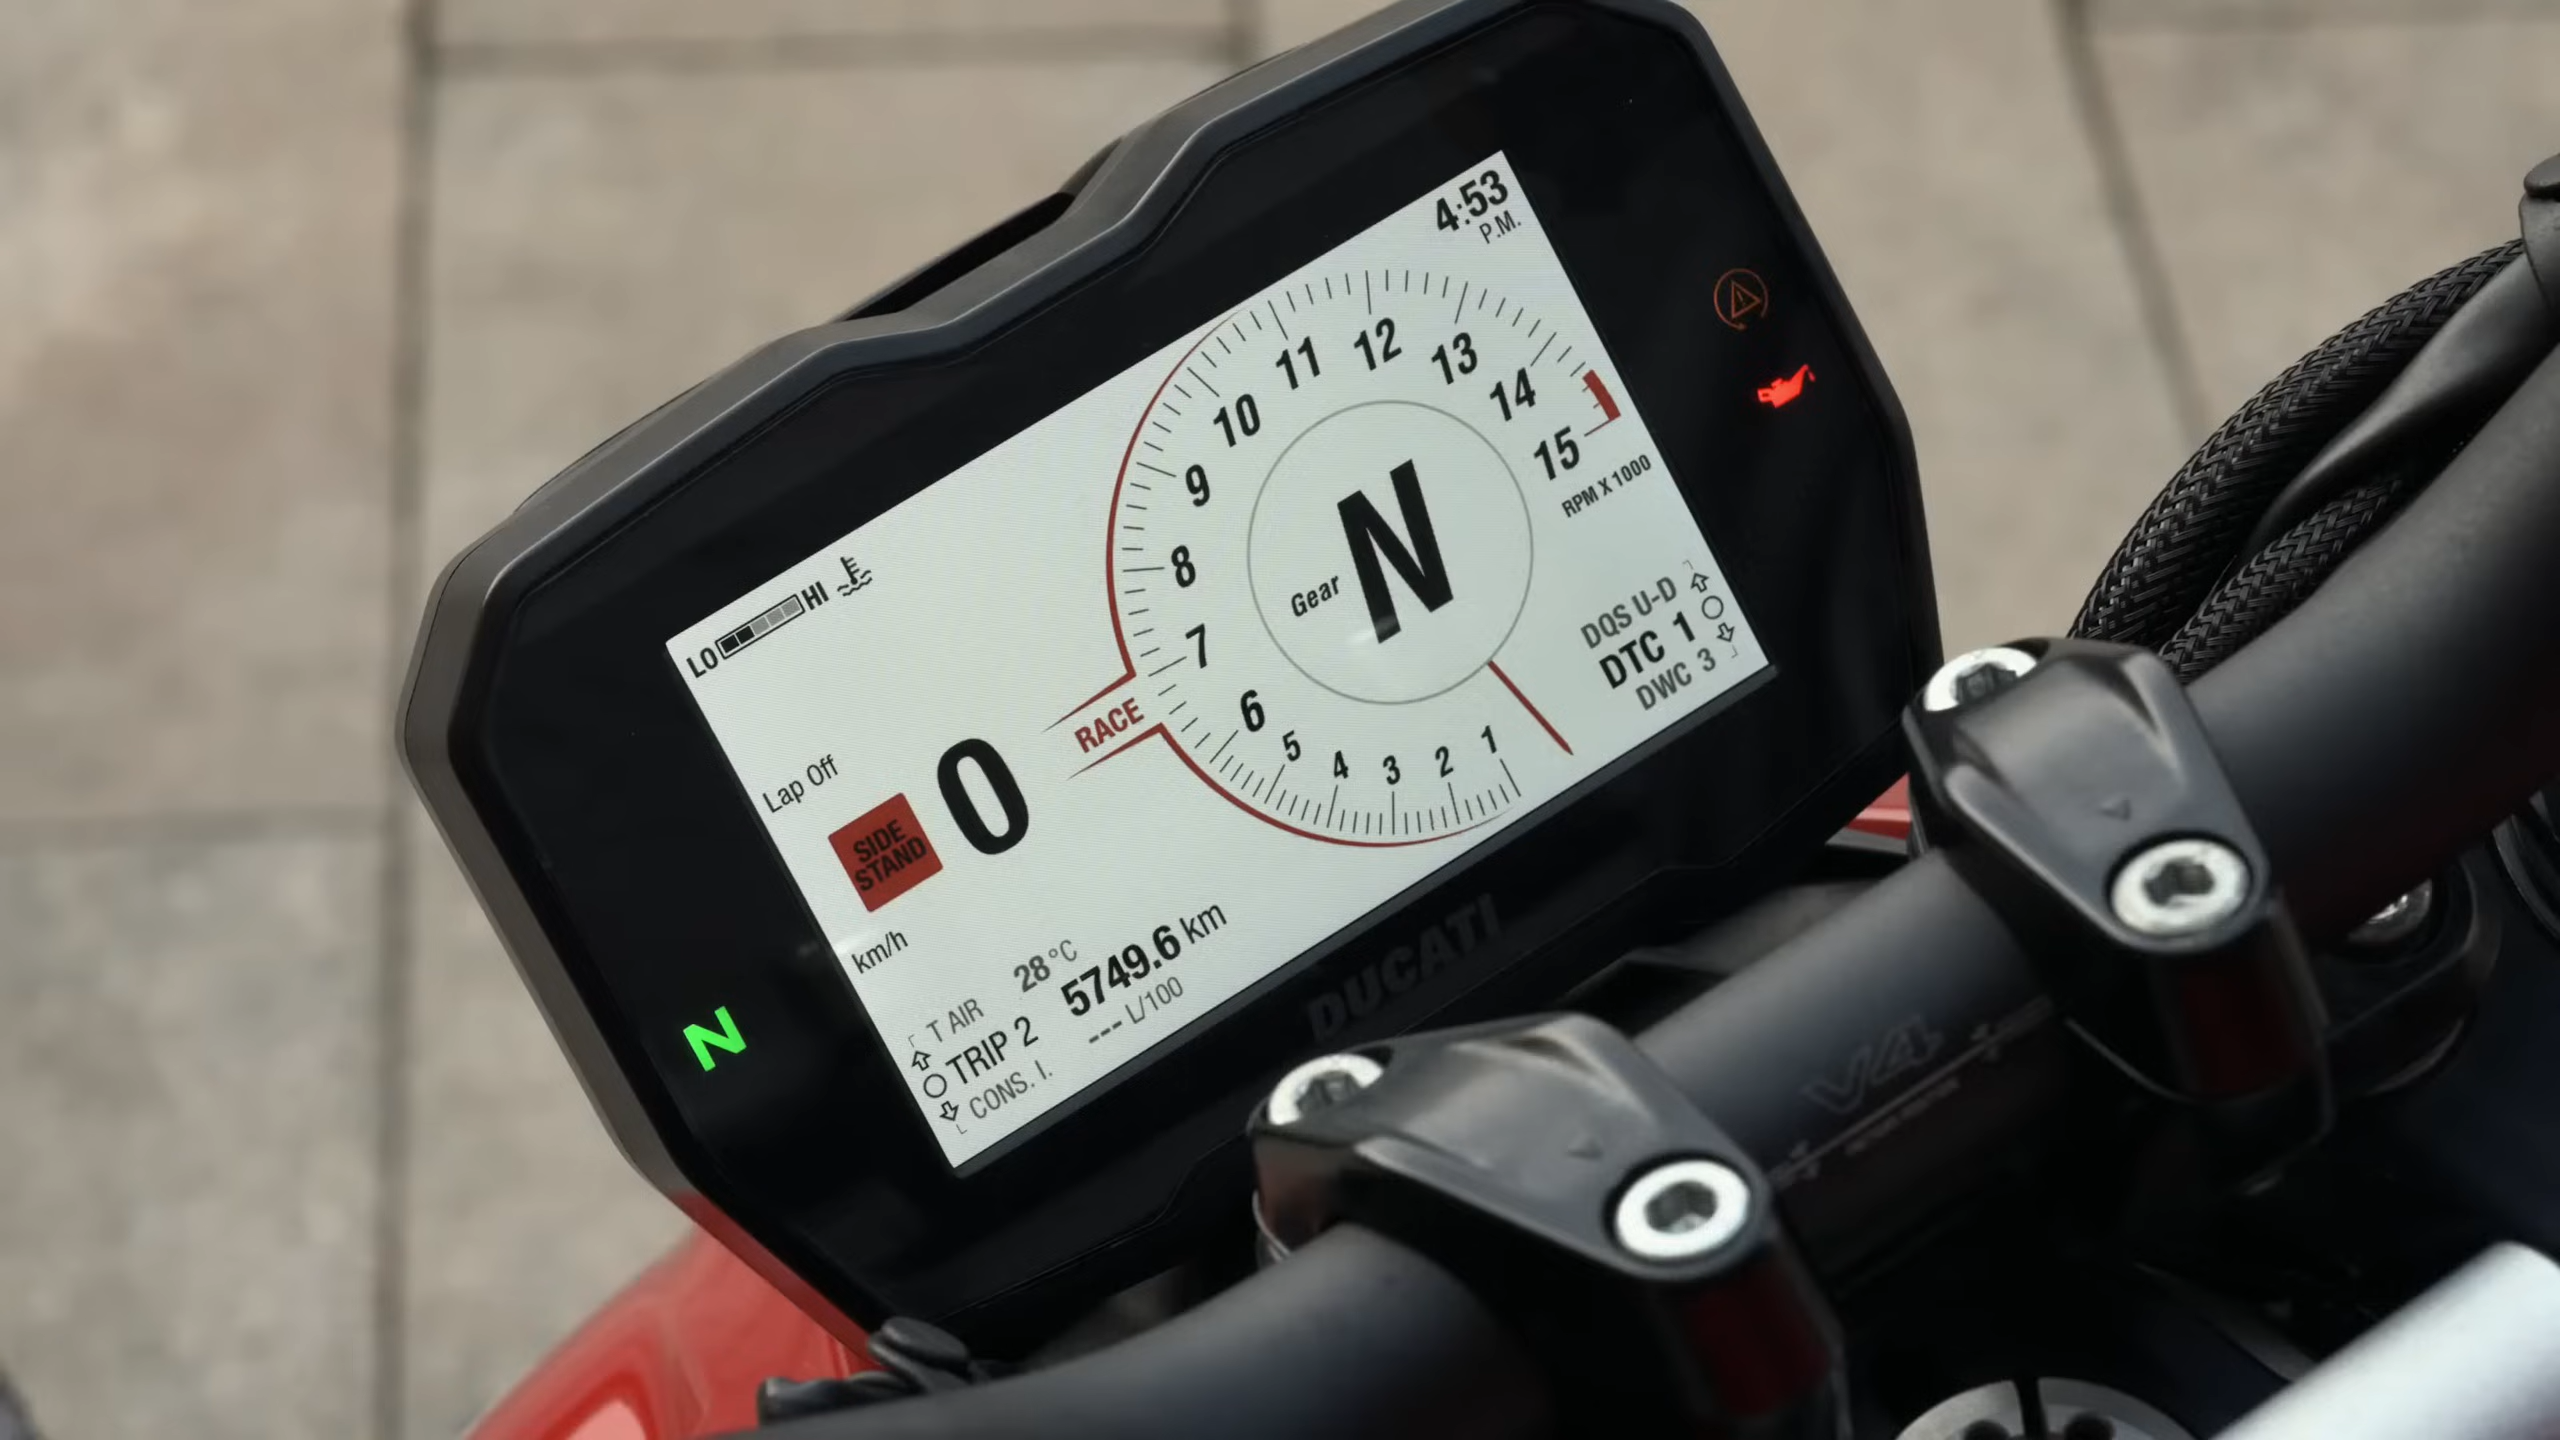 4:53
P.M.
LO HI
1
2
3
4
5
6
7
8
9
10
11
12
13
14
15
RPM X 1000
Gear N
RACE
Lap Off
SIDE
STAND
0
km/h
DQS U-D
DTC 1
DWC 3
T AIR 28°C
TRIP 2 5749.6 km
CONS. I. --- L/100
N
DUCATI
V4